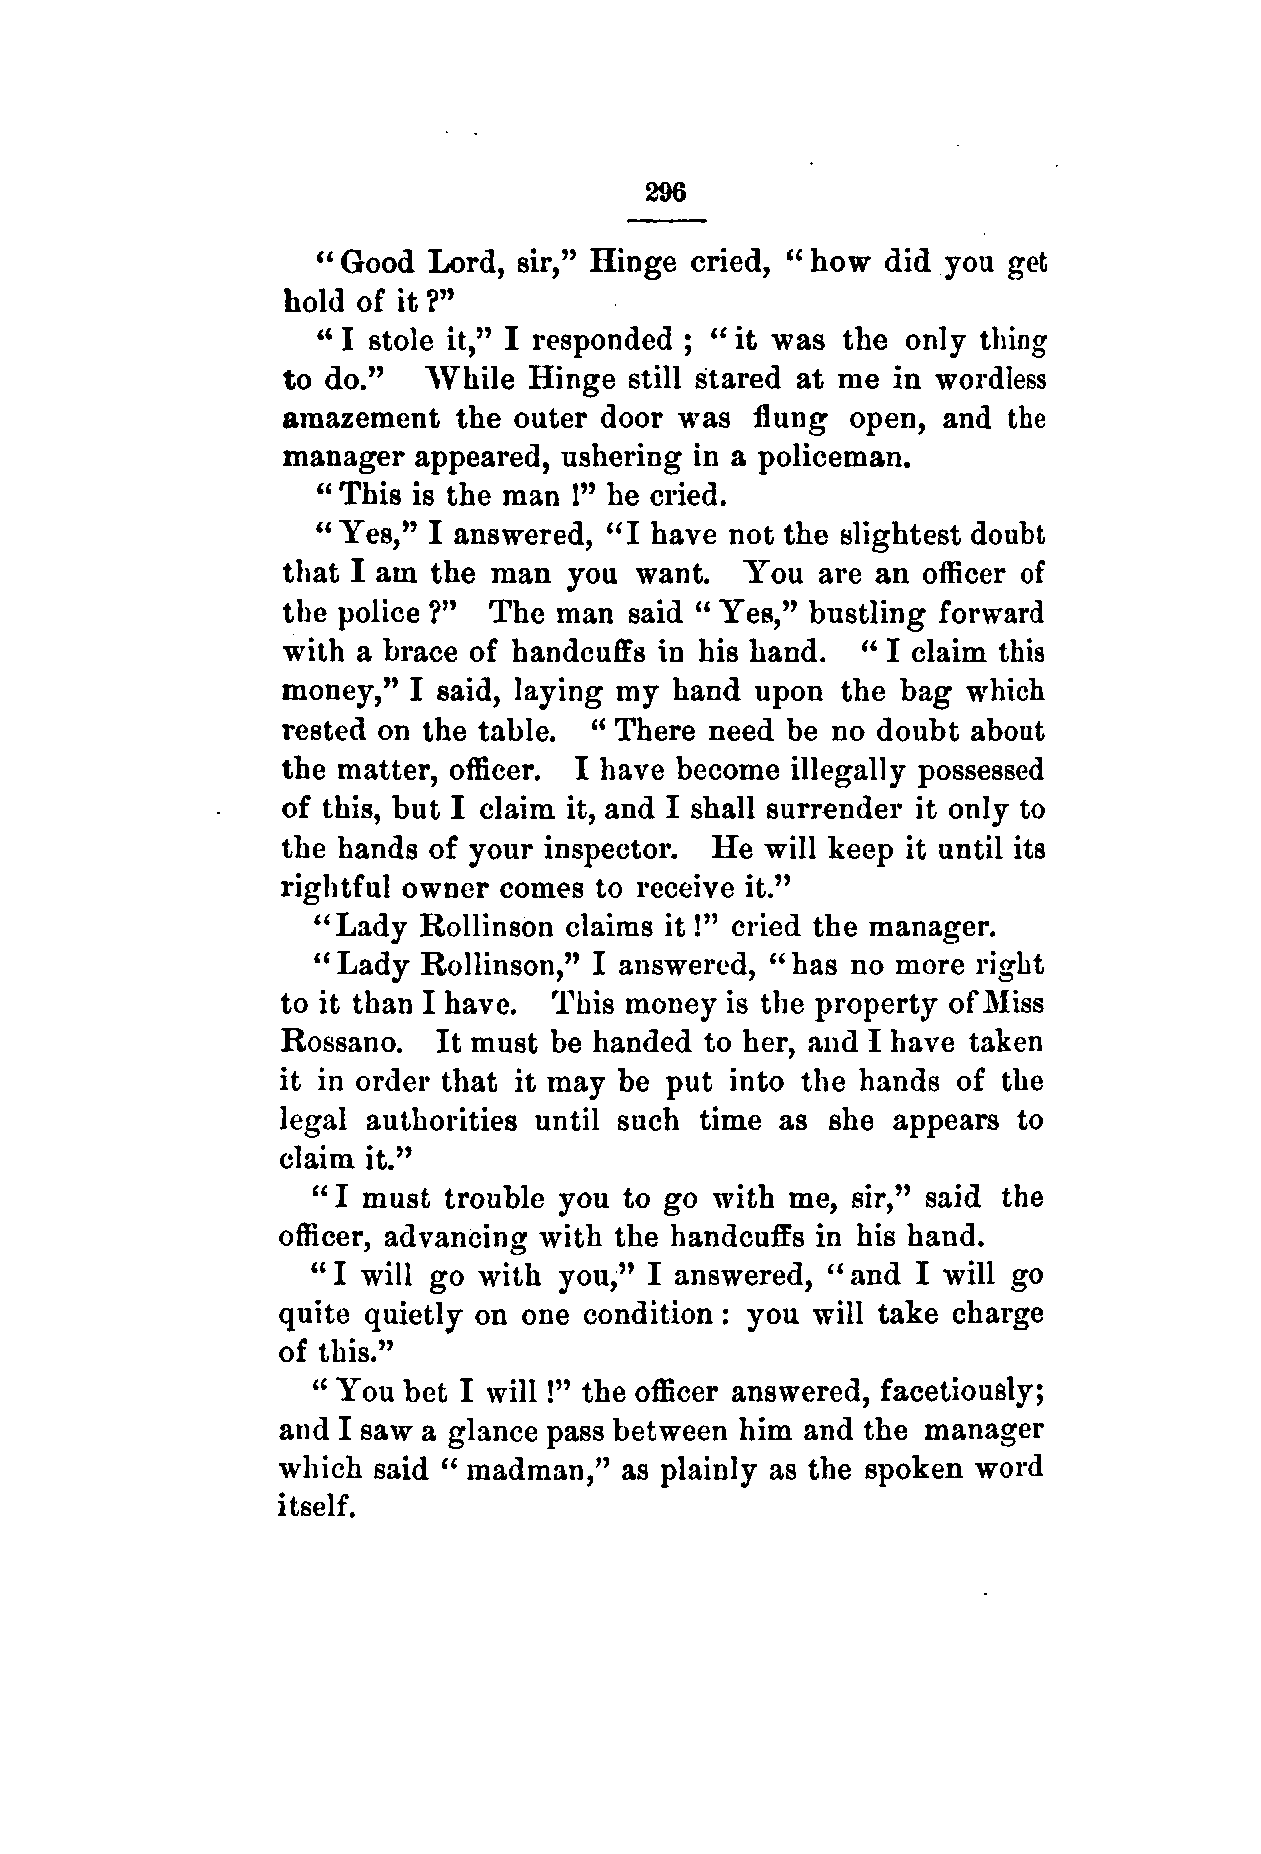 296
“Good Lord, sir,” Hinge cried, “how did you get
hold of it?”
“I stole it,” I responded; “it was the only thing
to do.” While Hinge still stared at me in wordless
amazement the outer door was flung open, and the
manager appeared, ushering in a policeman.
“This is the man!” he cried.
“Yes,” I answered, “I have not the slightest doubt
that I am the man you want. You are an officer of
the police?” The man said “Yes,” bustling forward
with a brace of handcuffs in his hand. “I claim this
money,” I said, laying my hand upon the bag which
rested on the table. “There need be no doubt about
the matter, officer. I have become illegally possessed
of this, but I claim it, and I shall surrender it only to
the hands of your inspector. He will keep it until its
rightful owner comes to receive it.”
“Lady Rollinson claims it!” cried the manager.
“Lady Rollinson,” I answered, “has no more right
to it than I have. This money is the property of Miss
Rossano. It must be handed to her, and I have taken
it in order that it may be put into the hands of the
legal authorities until such time as she appears to
claim it.”
“I must trouble you to go with me, sir,” said the
officer, advancing with the handcuffs in his hand.
“I will go with you,” I answered, “and I will go
quite quietly on one condition: you will take charge
of this.”
“You bet I will!” the officer answered, facetiously;
and I saw a glance pass between him and the manager
which said “madman,” as plainly as the spoken word
itself.